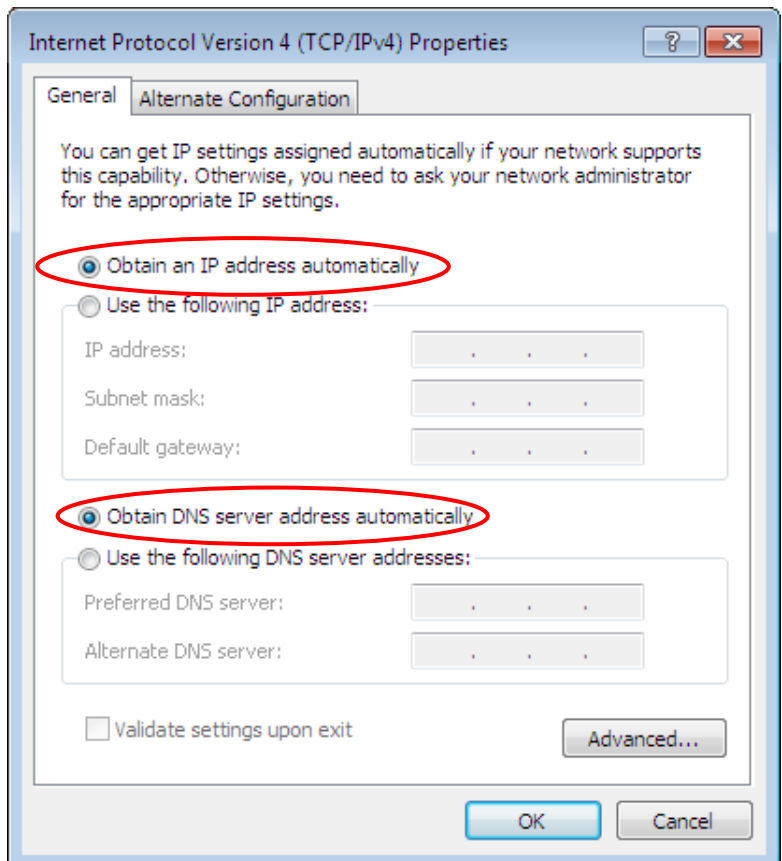 Internet Protocol Version 4 (TCP/IPv4) Properties
General
Alternate Configuration
You can get IP settings assigned automatically if your network supports
this capability. Otherwise, you need to ask your network administrator
for the appropriate IP settings.
Obtain an IP address automatically
Use the following IP address:
IP address:
Subnet mask:
Default gateway:
Obtain DNS server address automatically
Use the following DNS server addresses:
Preferred DNS server:
Alternate DNS server:
Validate settings upon exit
Advanced...
OK
Cancel